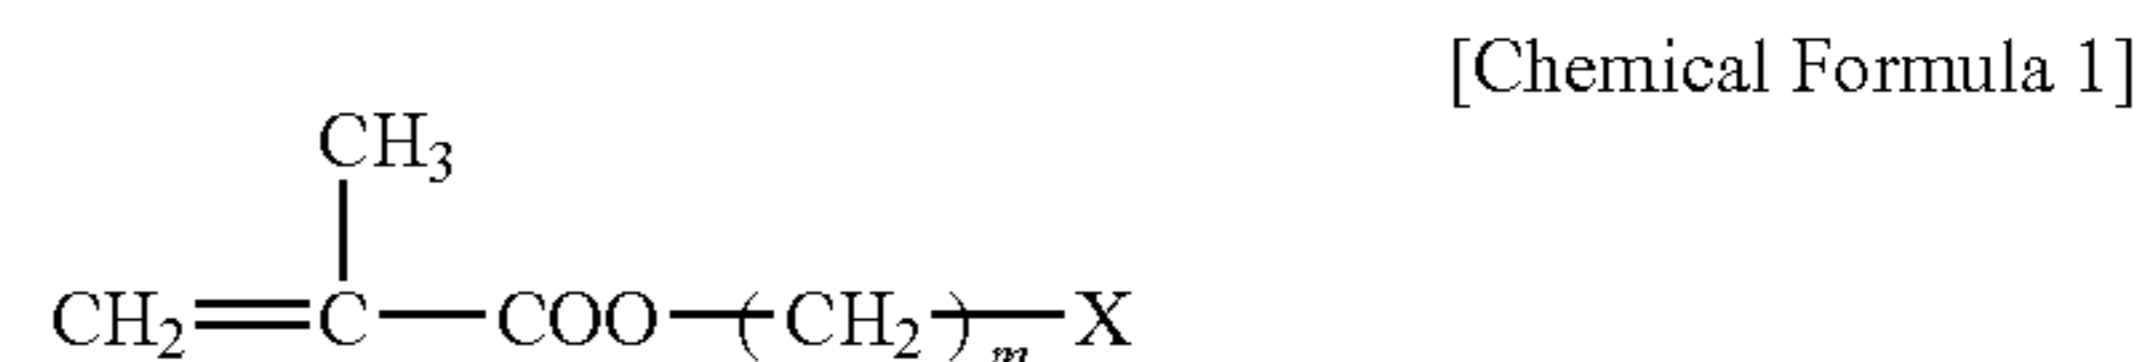 [Chemical Formula 1]
CH3
CH2=C—COO—(CH2)m—X